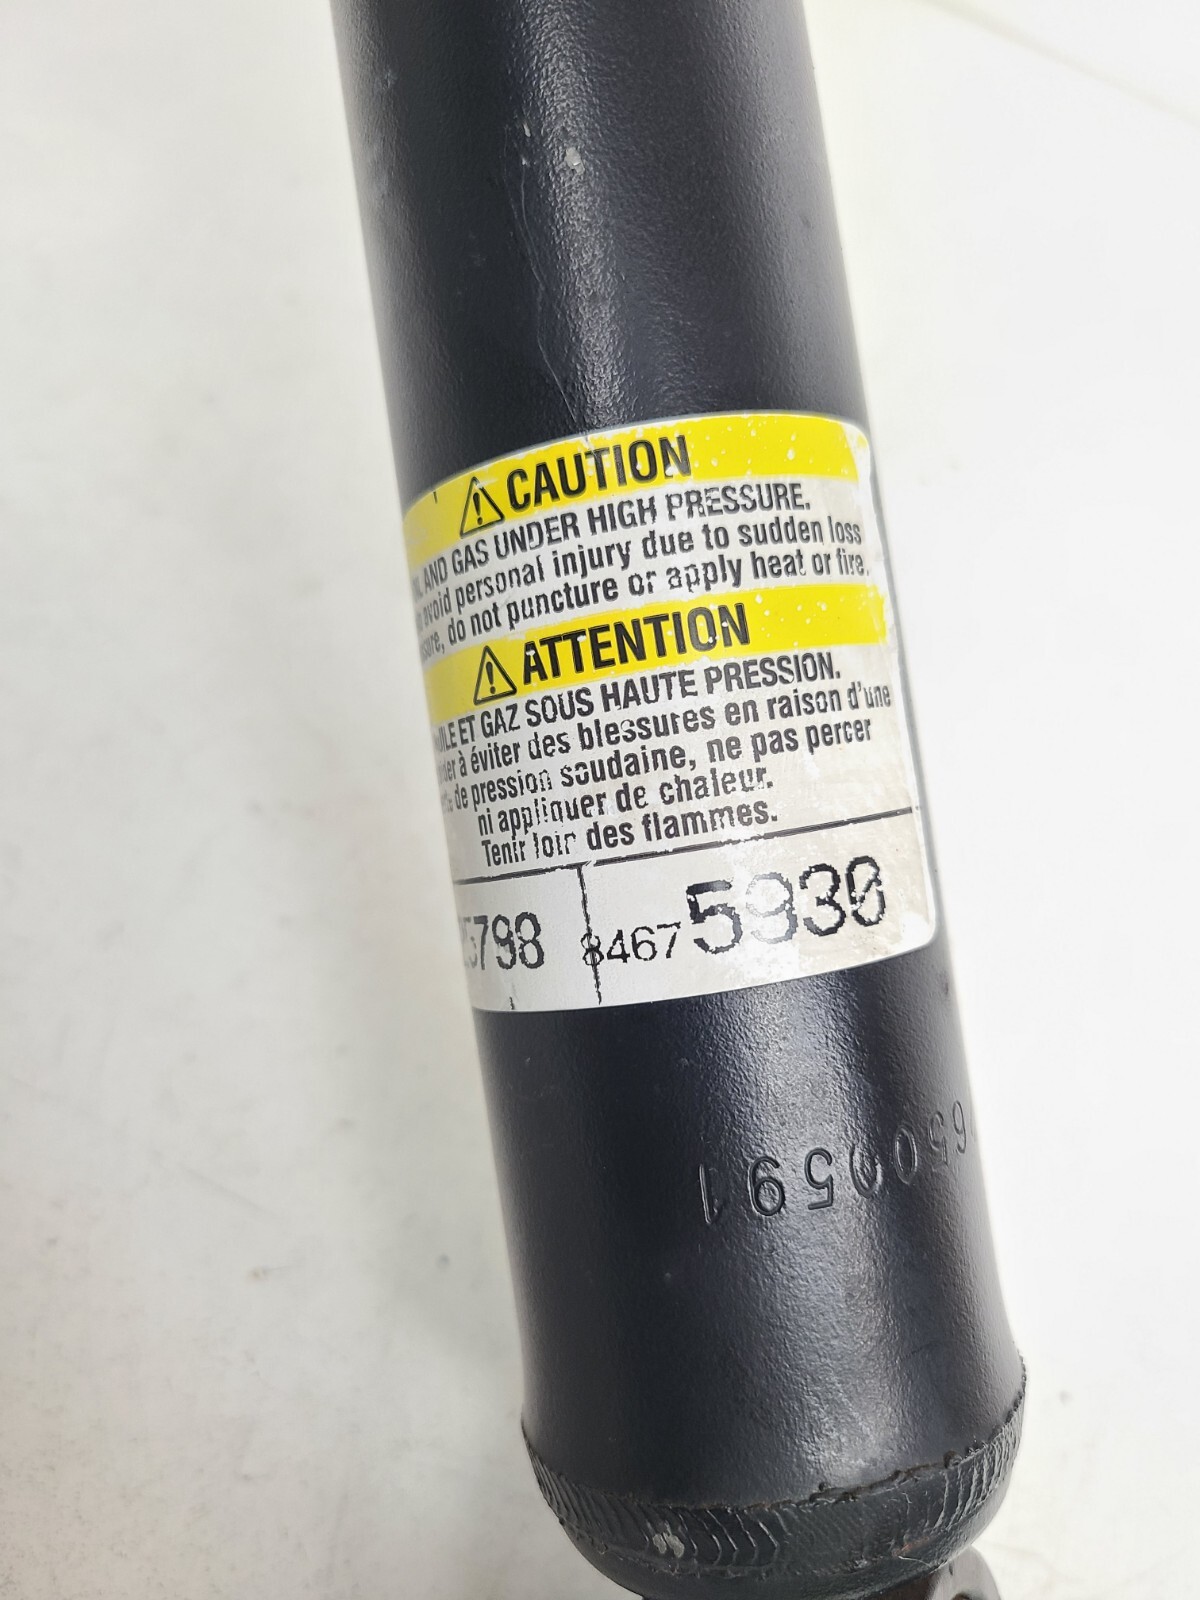 CAUTION
AND GAS UNDER HIGH PRESSURE.
avoid personal injury due to sudden loss
do not puncture or apply heat or fire.
ATTENTION
ET GAZ SOUS HAUTE PRESSION.
à éviter des blessures en raison d'une
de pression soudaine, ne pas percer
ni appliquer de chaleur.
Tenir loin des flammes.
5798 84675930
6500591